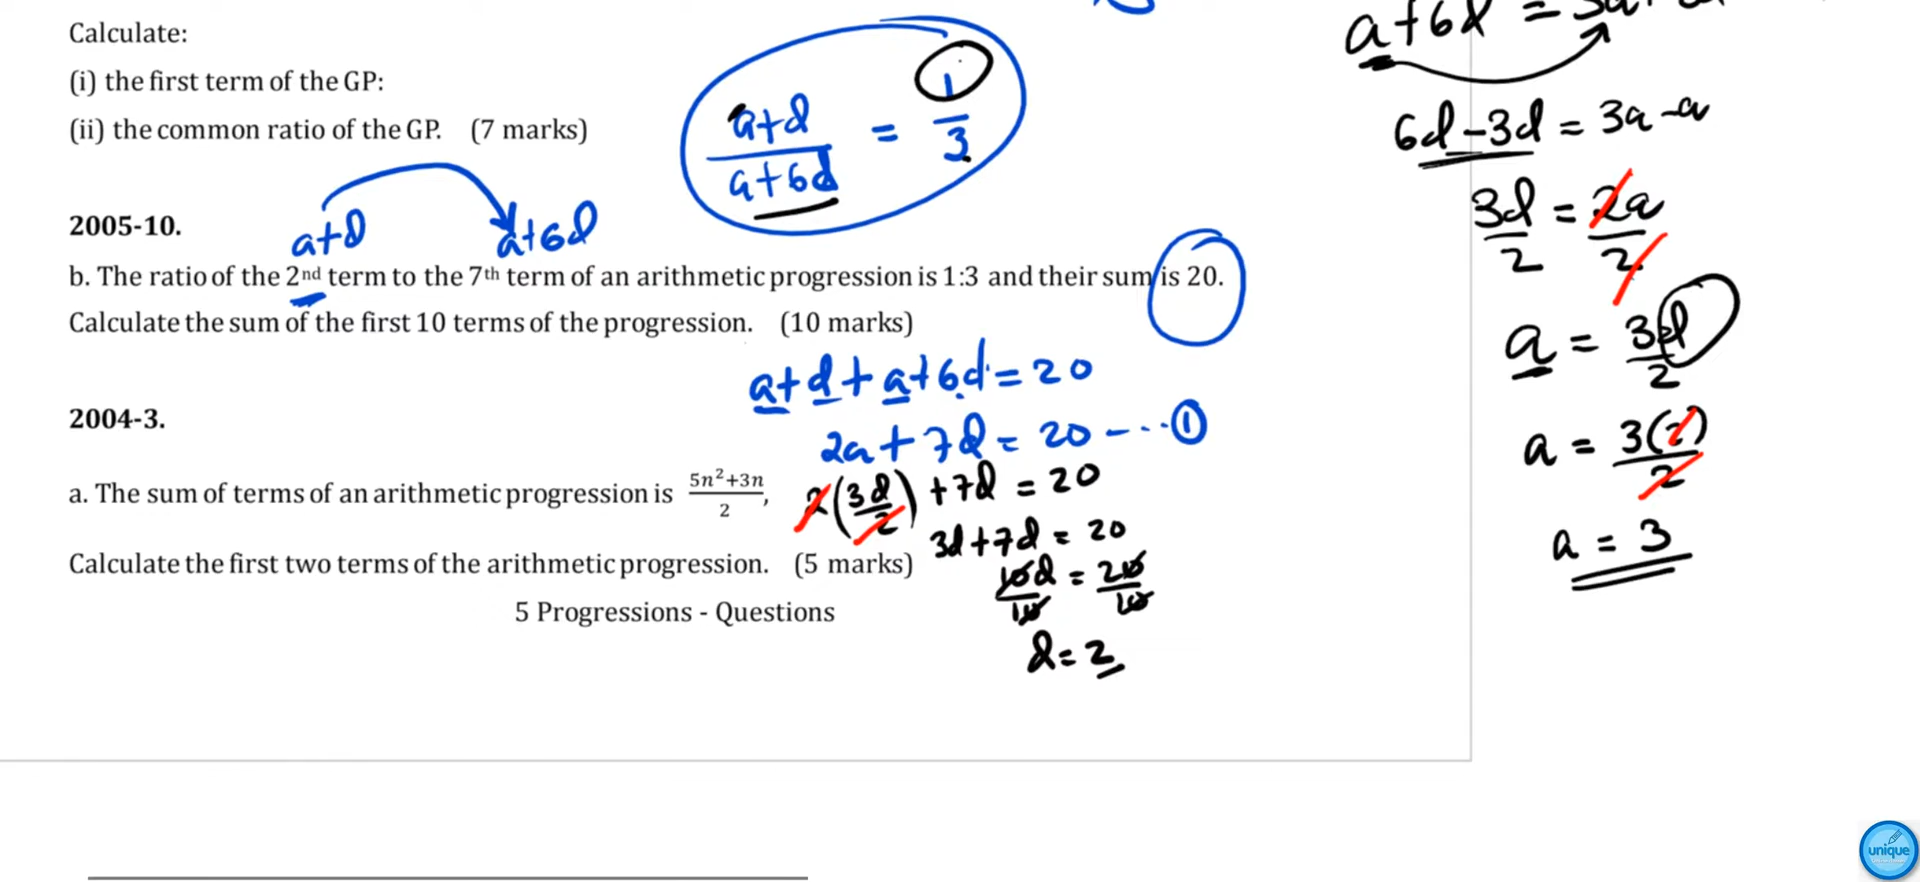 Calculate:
(i) the first term of the GP:
(ii) the common ratio of the GP. (7 marks)
a+d / a+6d = 1/3
2005-10.
a+d a+6d
b. The ratio of the 2nd term to the 7th term of an arithmetic progression is 1:3 and their sum is 20.
Calculate the sum of the first 10 terms of the progression. (10 marks)
a+d+a+6d=20
2a+7d=20---①
2004-3.
a. The sum of terms of an arithmetic progression is 5n²+3n / 2,
2(3d/2)+7d=20
3d+7d=20
Calculate the first two terms of the arithmetic progression. (5 marks)
10d/10=20/10
5 Progressions - Questions
d=2
a+6d =
6d-3d=3a-a
3d/2=2a/2
a=3d/2
a=3(2)/2
a=3
unique